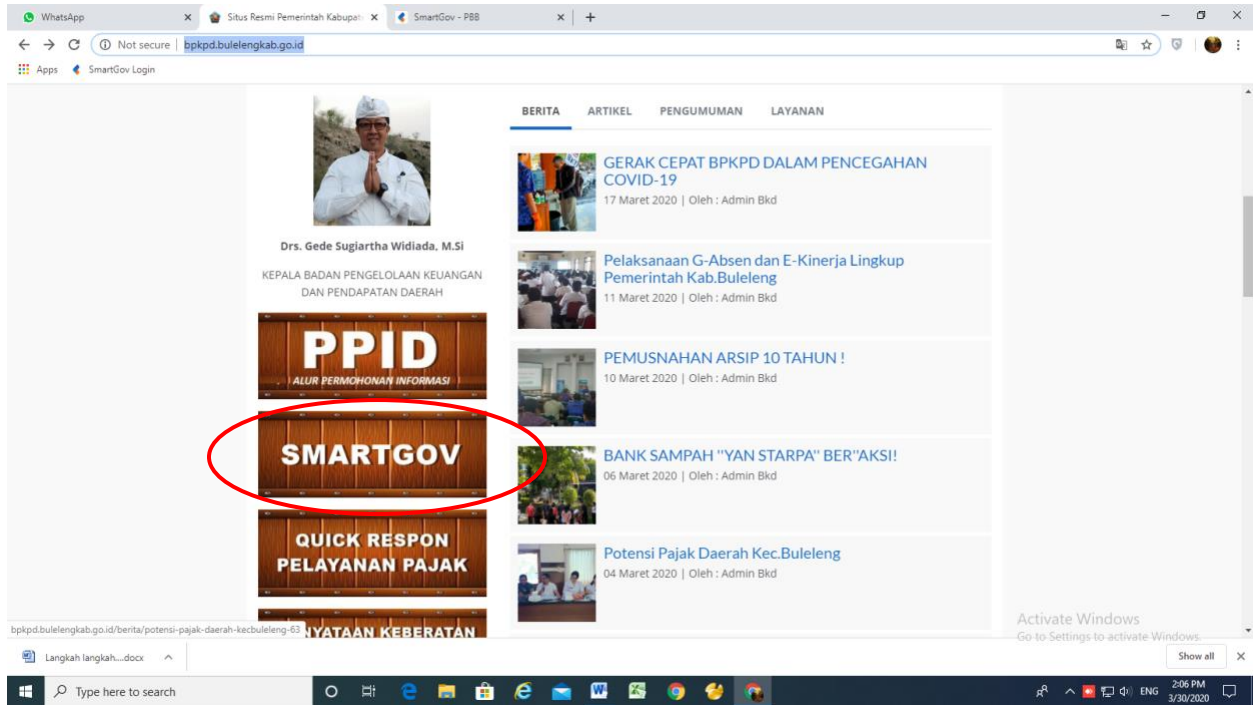 WhatsApp
Situs Resmi Pemerintah Kabupat
SmartGov - PBB
Not secure | bpkpd.bulelengkab.go.id
Apps
SmartGov Login
BERITA ARTIKEL PENGUMUMAN LAYANAN
Drs. Gede Sugiartha Widiada, M.Si
KEPALA BADAN PENGELOLAAN KEUANGAN
DAN PENDAPATAN DAERAH
PPID
ALUR PERMOHONAN INFORMASI
SMARTGOV
QUICK RESPON
PELAYANAN PAJAK
NYATAAN KEBERATAN
GERAK CEPAT BPKPD DALAM PENCEGAHAN
COVID-19
17 Maret 2020 | Oleh : Admin Bkd
Pelaksanaan G-Absen dan E-Kinerja Lingkup
Pemerintah Kab.Buleleng
11 Maret 2020 | Oleh : Admin Bkd
PEMUSNAHAN ARSIP 10 TAHUN !
10 Maret 2020 | Oleh : Admin Bkd
BANK SAMPAH "YAN STARPA" BER"AKSI!
06 Maret 2020 | Oleh : Admin Bkd
Potensi Pajak Daerah Kec.Buleleng
04 Maret 2020 | Oleh : Admin Bkd
Activate Windows
Go to Settings to activate Windows.
bpkpd.bulelengkab.go.id/berita/potensi-pajak-daerah-kecbuleleng-63
Langkah langkah....docx
Show all
Type here to search
ENG
2:06 PM
3/30/2020